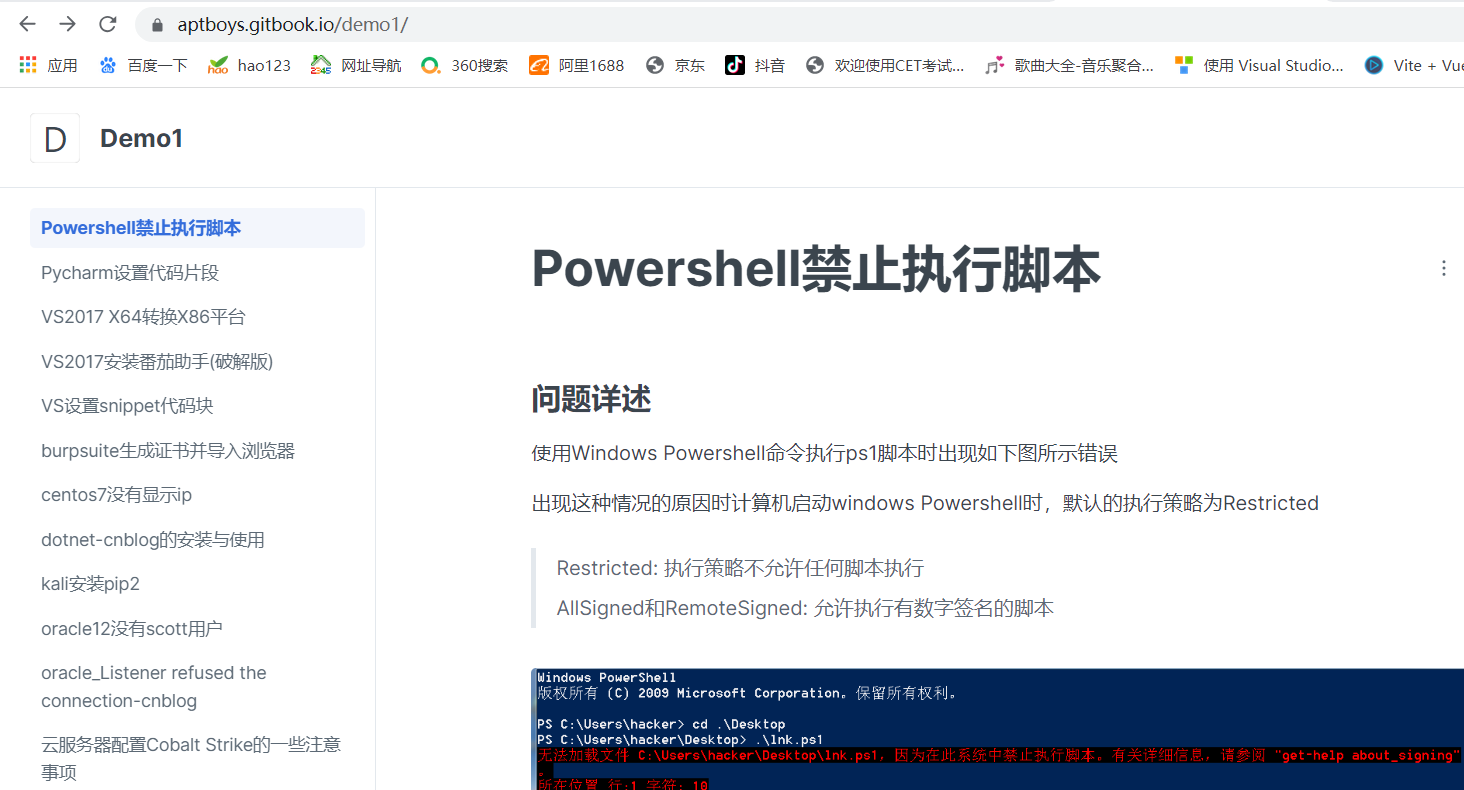 aptboys.gitbook.io/demo1/
应用 百度一下 hao123 网址导航 360搜索 阿里1688 京东 抖音 欢迎使用CET考试... 歌曲大全-音乐聚合... 使用 Visual Studio... Vite + Vue
D Demo1
Powershell禁止执行脚本
Pycharm设置代码片段
VS2017 X64转换X86平台
VS2017安装番茄助手(破解版)
VS设置snippet代码块
burpsuite生成证书并导入浏览器
centos7没有显示ip
dotnet-cnblog的安装与使用
kali安装pip2
oracle12没有scott用户
oracle_Listener refused the
connection-cnblog
云服务器配置Cobalt Strike的一些注意
事项
Powershell禁止执行脚本
问题详述
使用Windows Powershell命令执行ps1脚本时出现如下图所示错误
出现这种情况的原因时计算机启动windows Powershell时，默认的执行策略为Restricted
Restricted: 执行策略不允许任何脚本执行
AllSigned和RemoteSigned: 允许执行有数字签名的脚本
Windows PowerShell
版权所有 (C) 2009 Microsoft Corporation。保留所有权利。
PS C:\Users\hacker> cd .\Desktop
PS C:\Users\hacker\Desktop> .\lnk.ps1
无法加载文件 C:\Users\hacker\Desktop\lnk.ps1，因为在此系统中禁止执行脚本。有关详细信息，请参阅 "get-help about_signing"
。
所在位置 行:1 字符: 10